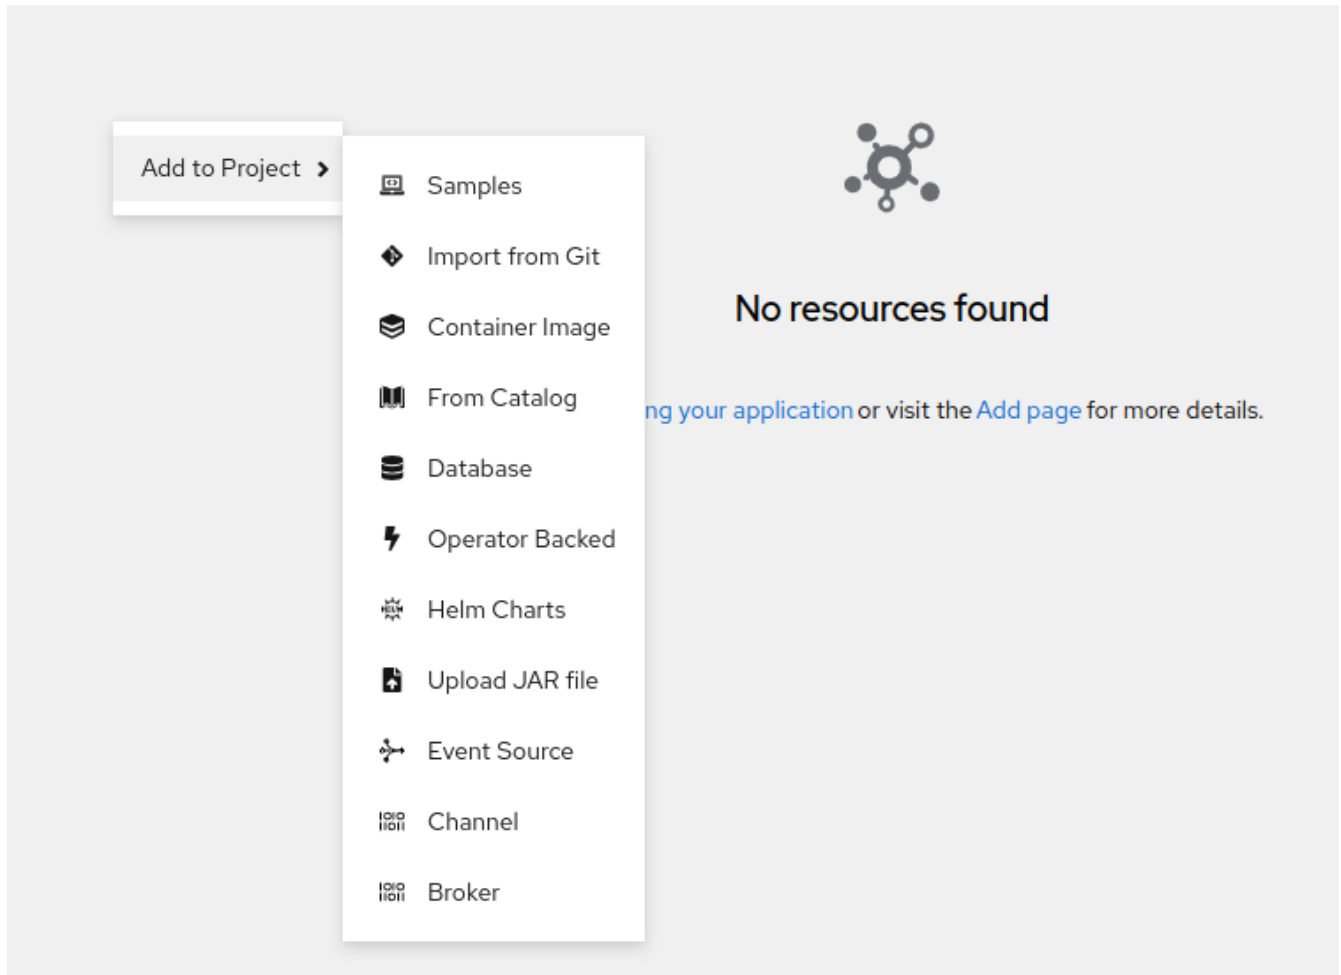 Add to Project
Samples
Import from Git
Container Image
From Catalog
Database
Operator Backed
Helm Charts
Upload JAR file
Event Source
Channel
Broker
No resources found
ng your application or visit the Add page for more details.